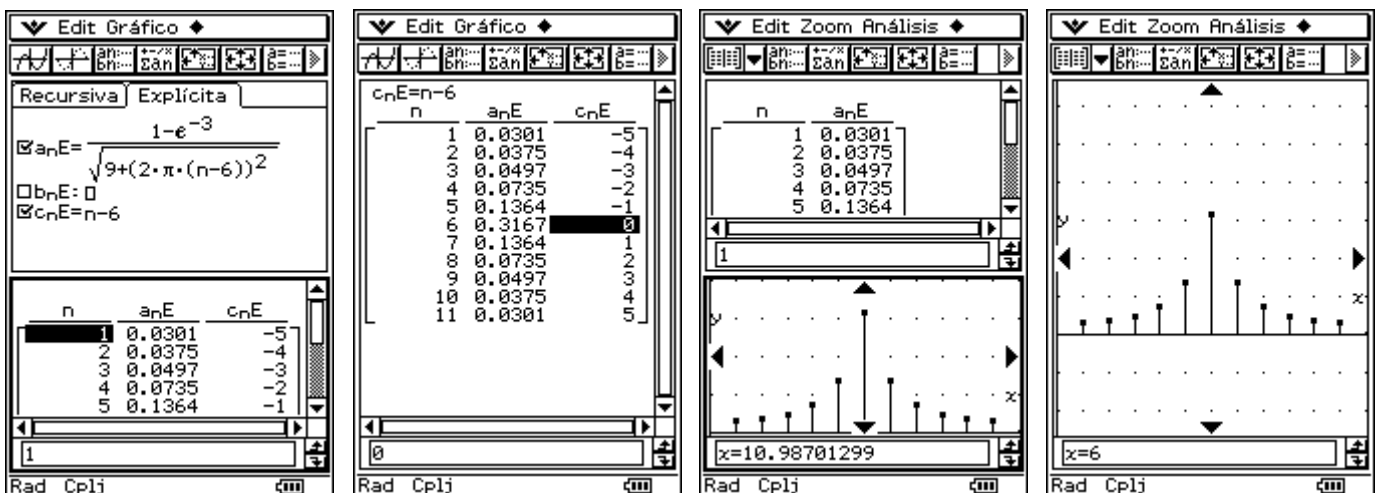 Edit Gráfico ◆
Recursiva Explícita
☑aₙE= 1-e^-3
√9+(2·π·(n-6))²
☐bₙE:▯
☑cₙE=n-6
n aₙE cₙE
1 0.0301 -5
2 0.0375 -4
3 0.0497 -3
4 0.0735 -2
5 0.1364 -1
1
Rad Cplj
Edit Gráfico ◆
cₙE=n-6
n aₙE cₙE
1 0.0301 -5
2 0.0375 -4
3 0.0497 -3
4 0.0735 -2
5 0.1364 -1
6 0.3167 0
7 0.1364 1
8 0.0735 2
9 0.0497 3
10 0.0375 4
11 0.0301 5
0
Rad Cplj
Edit Zoom Análisis ◆
n aₙE
1 0.0301
2 0.0375
3 0.0497
4 0.0735
5 0.1364
1
y
x
x=10.98701299
Rad Cplj
Edit Zoom Análisis ◆
y
x
x=6
Rad Cplj